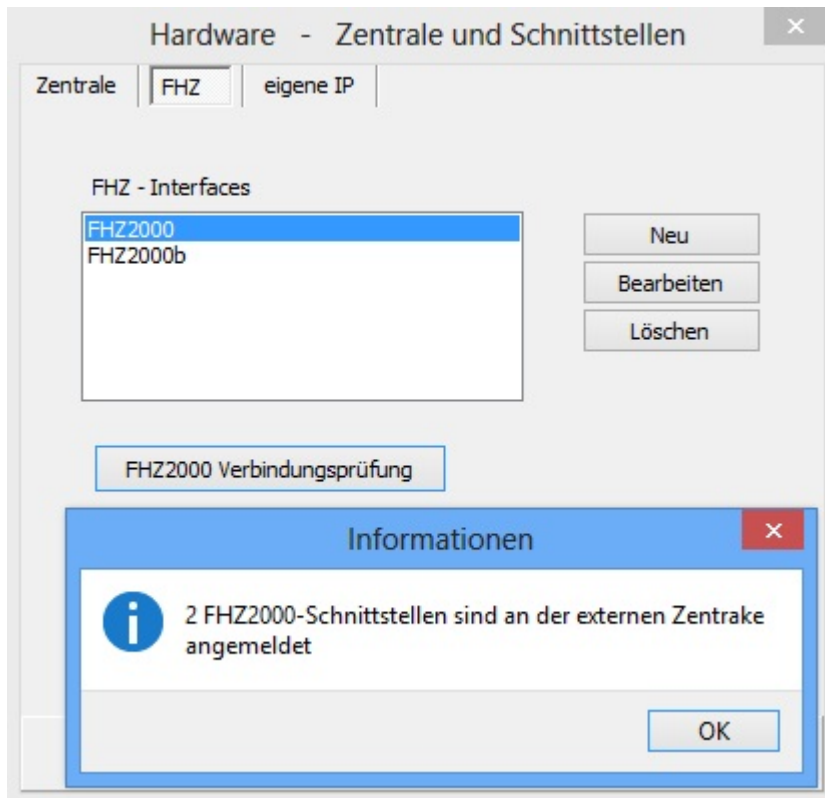 Hardware - Zentrale und Schnittstellen
Zentrale FHZ eigene IP
FHZ - Interfaces
FHZ2000
FHZ2000b
Neu
Bearbeiten
Löschen
FHZ2000 Verbindungsprüfung
Informationen
2 FHZ2000-Schnittstellen sind an der externen Zentrake
angemeldet
OK